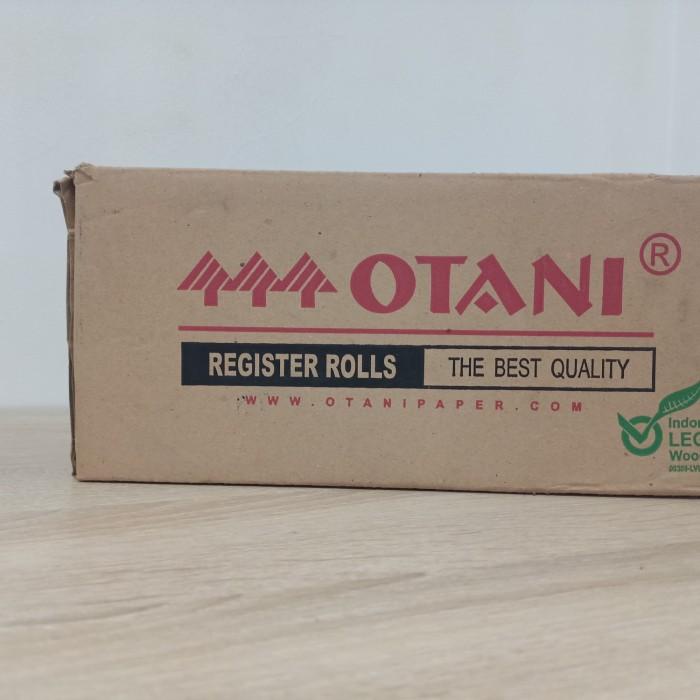 OTANI®
REGISTER ROLLS THE BEST QUALITY
WWW.OTANIPAPER.COM